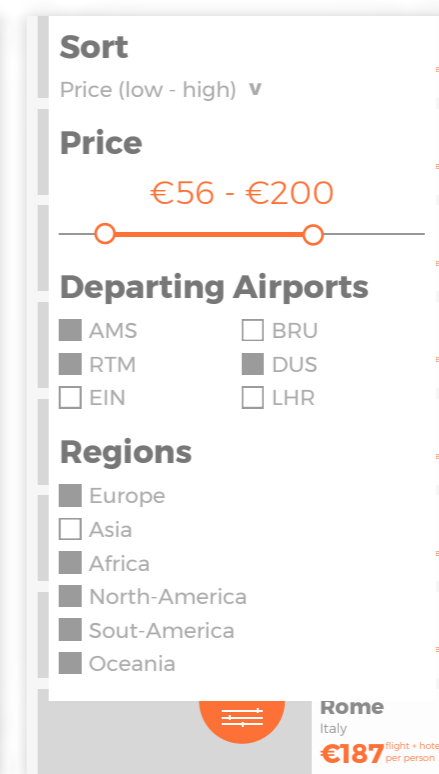 Sort
Price (low - high) v
Price
€56 - €200
Departing Airports
AMS BRU
RTM DUS
EIN LHR
Regions
Europe
Asia
Africa
North-America
Sout-America
Oceania
Rome
Italy
€187 flight + hote
per person